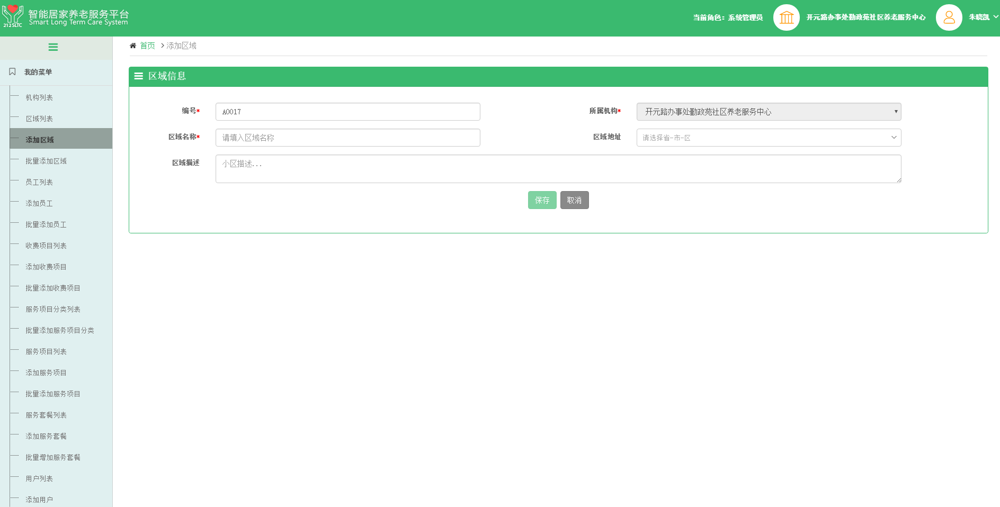 智能居家养老服务平台
Smart Long Term Care System
212SLTC
当前角色：系统管理员
开元路办事处勤政苑社区养老服务中心
朱晓凯
首页
添加区域
我的菜单
机构列表
区域列表
添加区域
批量添加区域
员工列表
添加员工
批量添加员工
收费项目列表
添加收费项目
批量添加收费项目
服务项目分类列表
批量添加服务项目分类
服务项目列表
添加服务项目
批量添加服务项目
服务套餐列表
添加服务套餐
批量增加服务套餐
用户列表
添加用户
区域信息
编号* A0017
所属机构* 开元路办事处勤政苑社区养老服务中心
区域名称* 请填入区域名称
区域地址 请选择省-市-区
区域描述 小区描述...
保存 取消